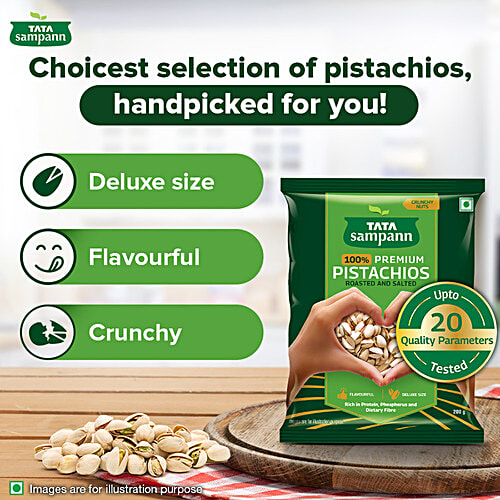 TATA
sampann
Choicest selection of pistachios,
handpicked for you!
Deluxe size
Flavourful
Crunchy
CRUNCHY
NUTS
TATA
sampann
100% PREMIUM
PISTACHIOS
ROASTED AND SALTED
Upto
20
Quality Parameters
Tested
FLAVOURFUL
DELUXE SIZE
Rich in Protein, Phosphorus and
Dietary Fibre
200 g
Images are for illustration purpose